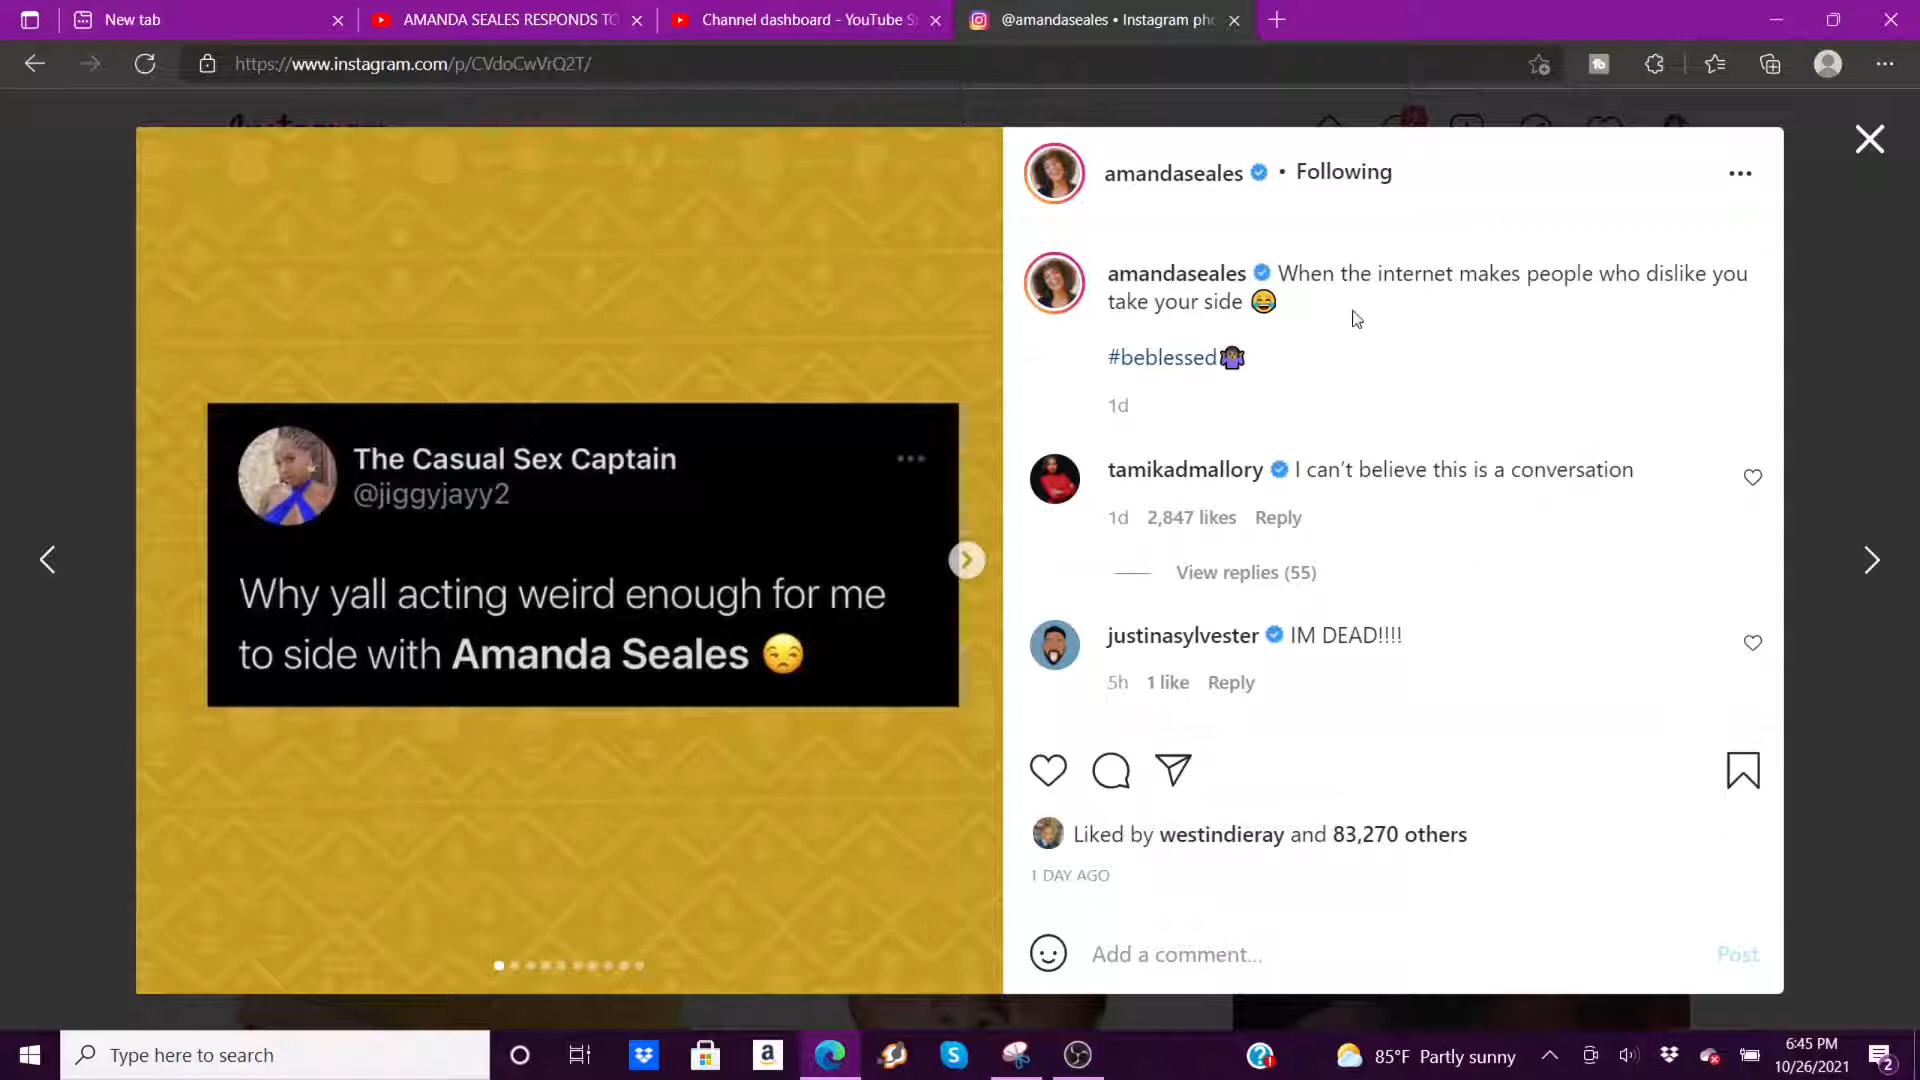 New tab
AMANDA SEALES RESPONDS TO
Channel dashboard - YouTube S
@amandaseales • Instagram pho
https://www.instagram.com/p/CVdoCwVrQ2T/
amandaseales • Following
amandaseales When the internet makes people who dislike you
take your side 😂
#beblessed🤷🏾‍♀️
1d
The Casual Sex Captain
@jiggyjayy2
Why yall acting weird enough for me
to side with Amanda Seales 😒
tamikadmallory I can't believe this is a conversation
1d 2,847 likes Reply
View replies (55)
justinasylvester IM DEAD!!!!
5h 1 like Reply
Liked by westindieray and 83,270 others
1 DAY AGO
Add a comment...
Post
Type here to search
85°F Partly sunny
6:45 PM
10/26/2021
2